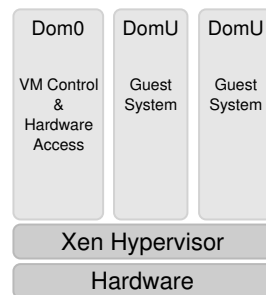 Dom0
VM Control
&
Hardware
Access
DomU
Guest
System
DomU
Guest
System
Xen Hypervisor
Hardware